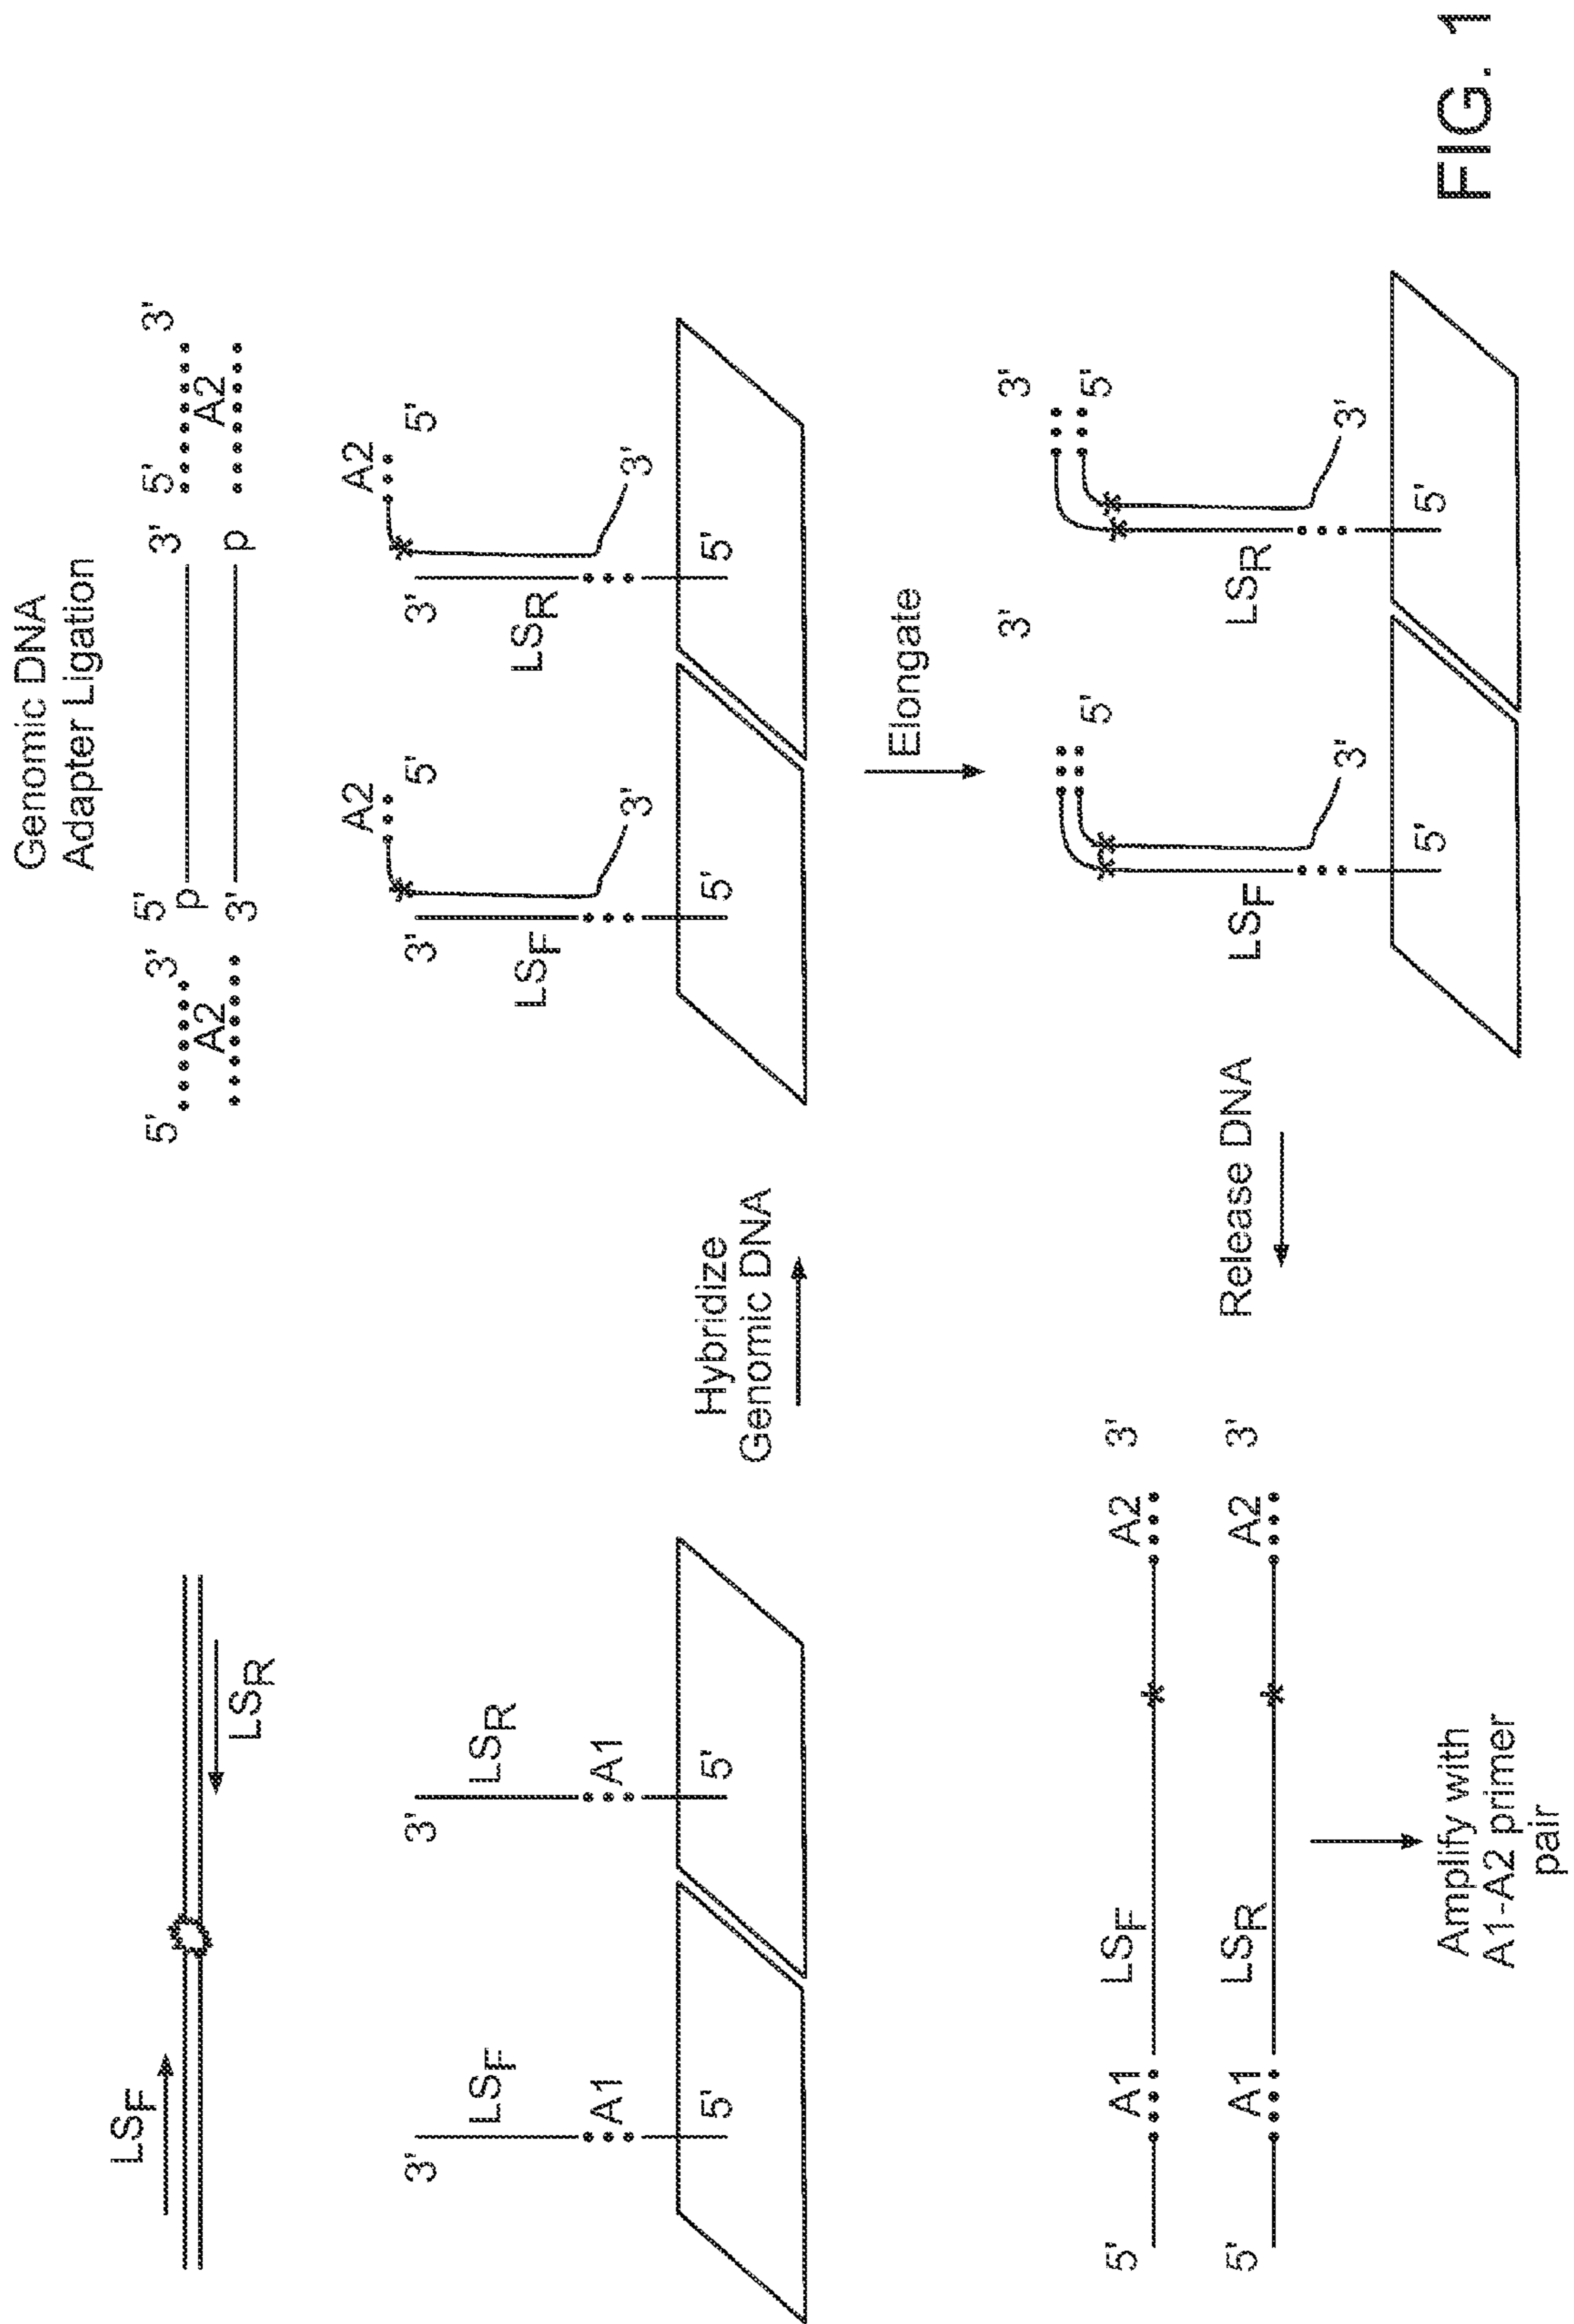 LSF
LSR
3'
LSF
A1
5'
3'
LSR
A1
5'
Hybridize
Genomic DNA
Genomic DNA
Adapter Ligation
5'
3'
5'
3'
5'
3'
A2
p
3'
p
A2
3'
A2
5'
LSF
3'
5'
3'
A2
5'
LSR
3'
5'
Elongate
3'
5'
LSF
3'
5'
3'
5'
LSR
3'
5'
Release DNA
5'
A1
LSF
A2
3'
5'
A1
LSR
A2
3'
Amplify with
A1-A2 primer
pair
FIG. 1